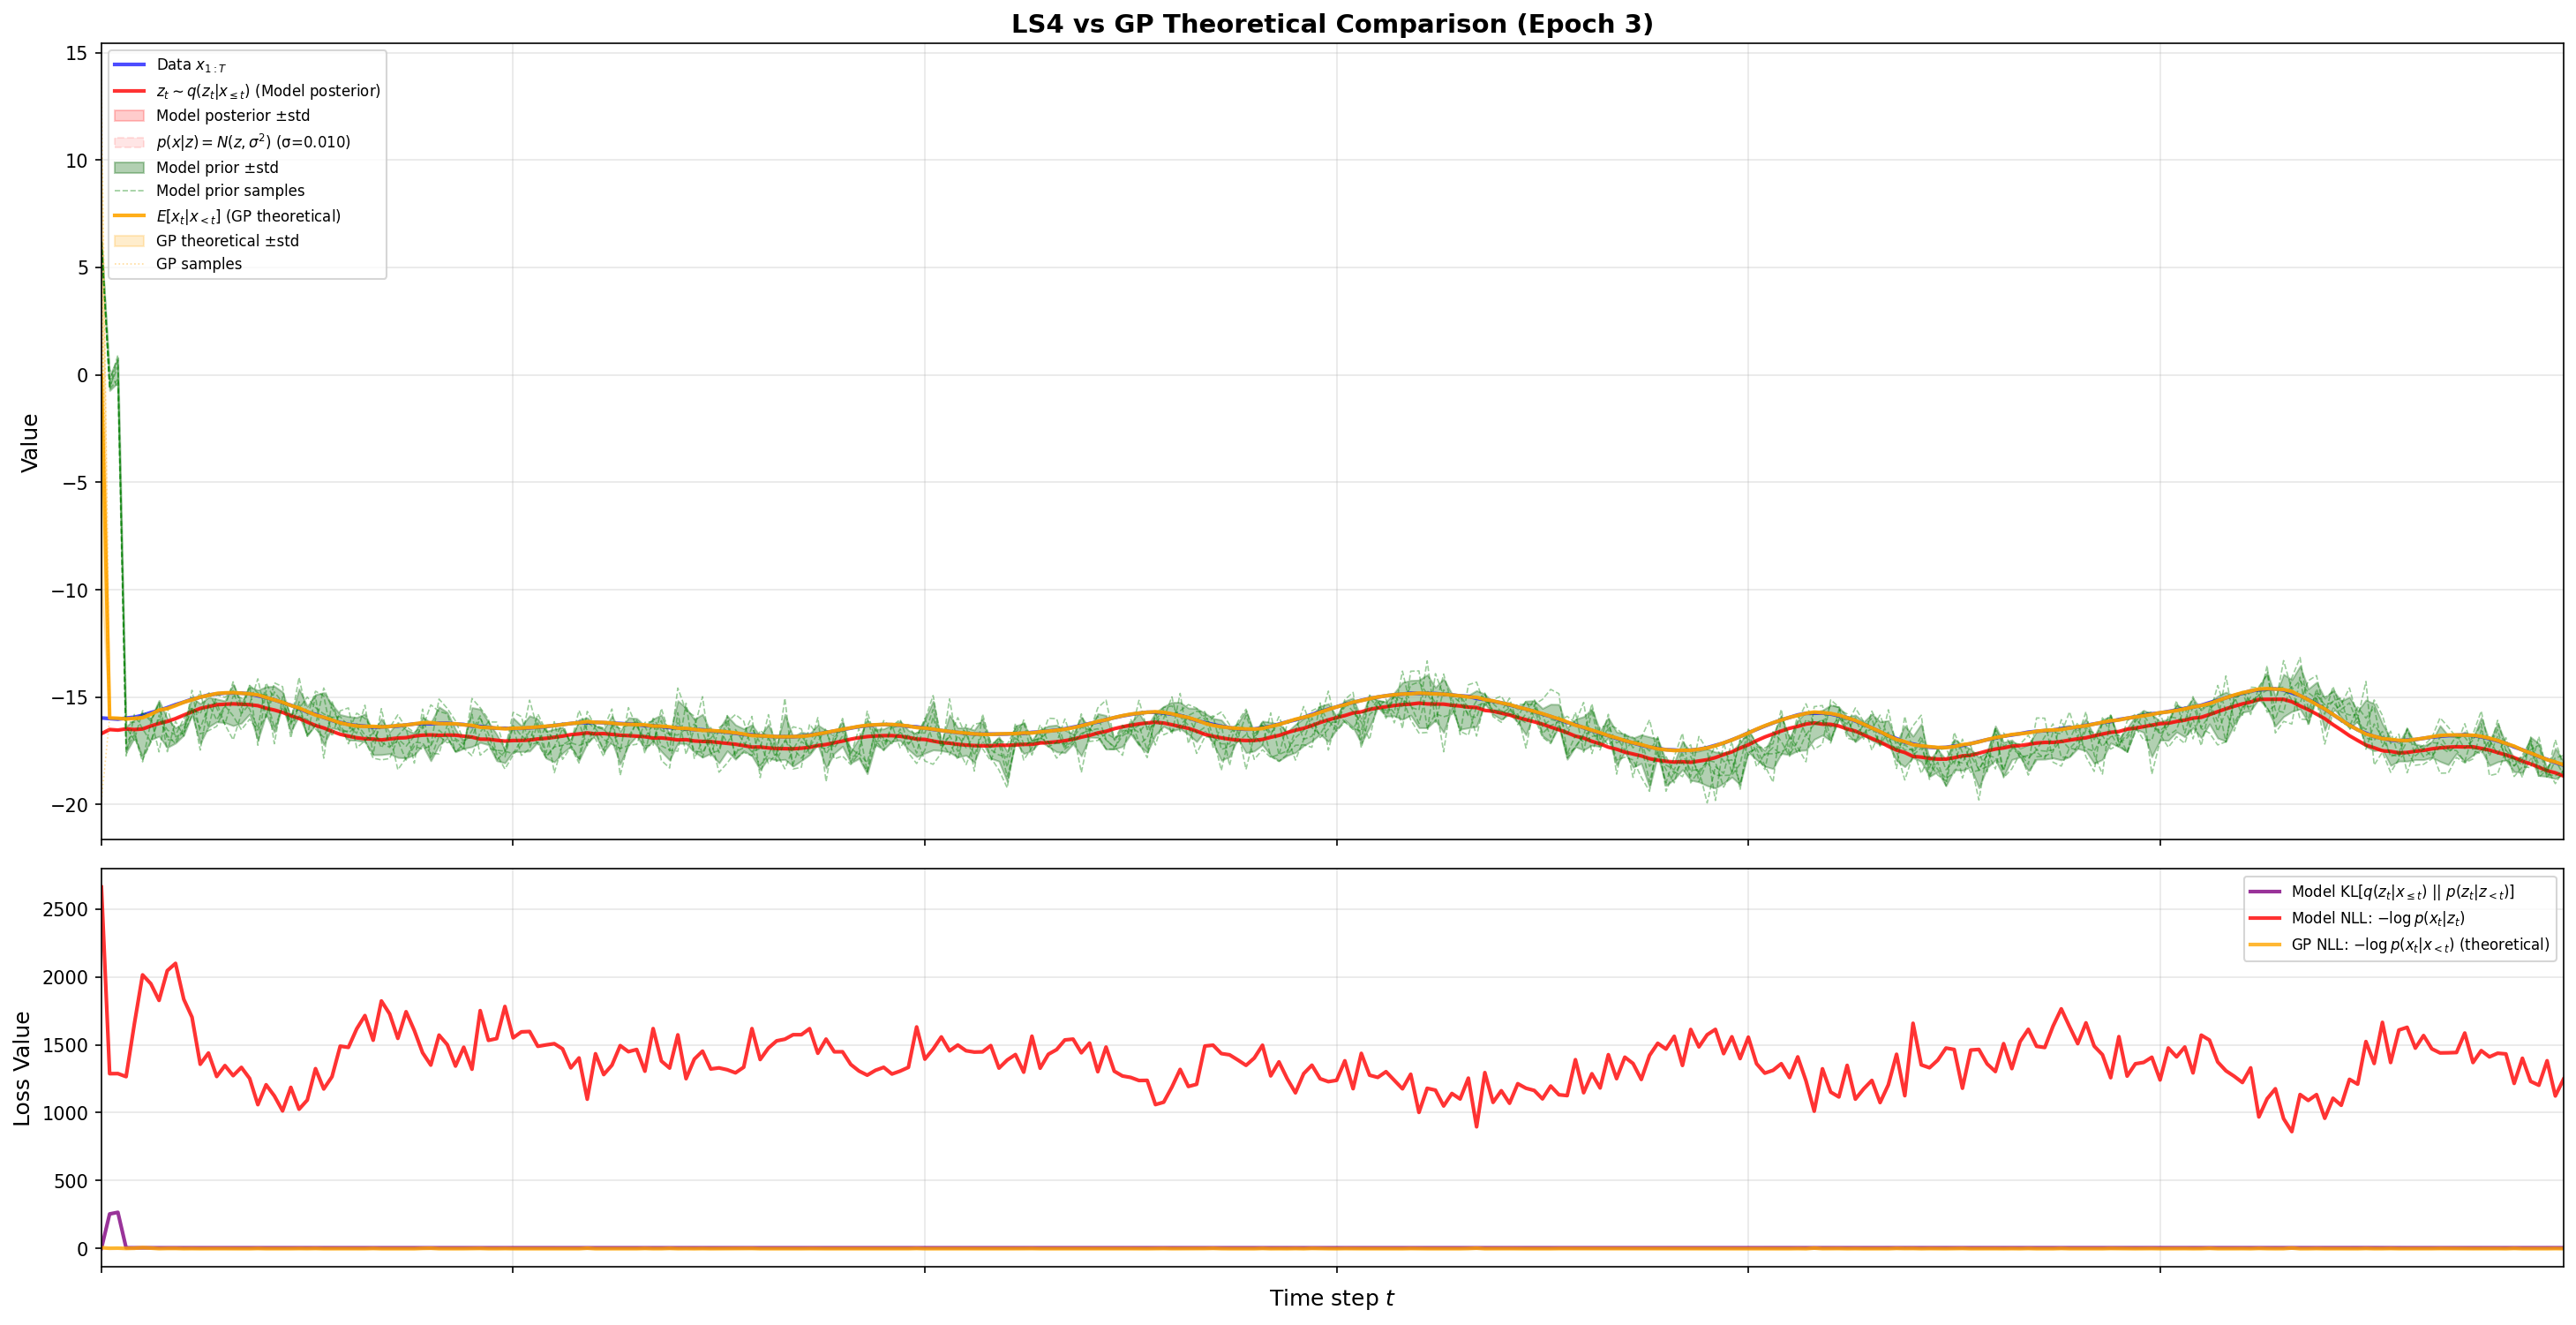 LS4 vs GP Theoretical Comparison (Epoch 3)
15
10
5
0
−5
−10
−15
−20
Value
Data x₁:T
zₜ ∼ q(zₜ|x≤ₜ) (Model posterior)
Model posterior ±std
p(x|z) = N(z, σ²) (σ=0.010)
Model prior ±std
Model prior samples
E[xₜ|x<ₜ] (GP theoretical)
GP theoretical ±std
GP samples
2500
2000
1500
1000
500
0
Loss Value
Model KL[q(zₜ|x≤ₜ) || p(zₜ|z<ₜ)]
Model NLL: −log p(xₜ|zₜ)
GP NLL: −log p(xₜ|x<ₜ) (theoretical)
Time step t